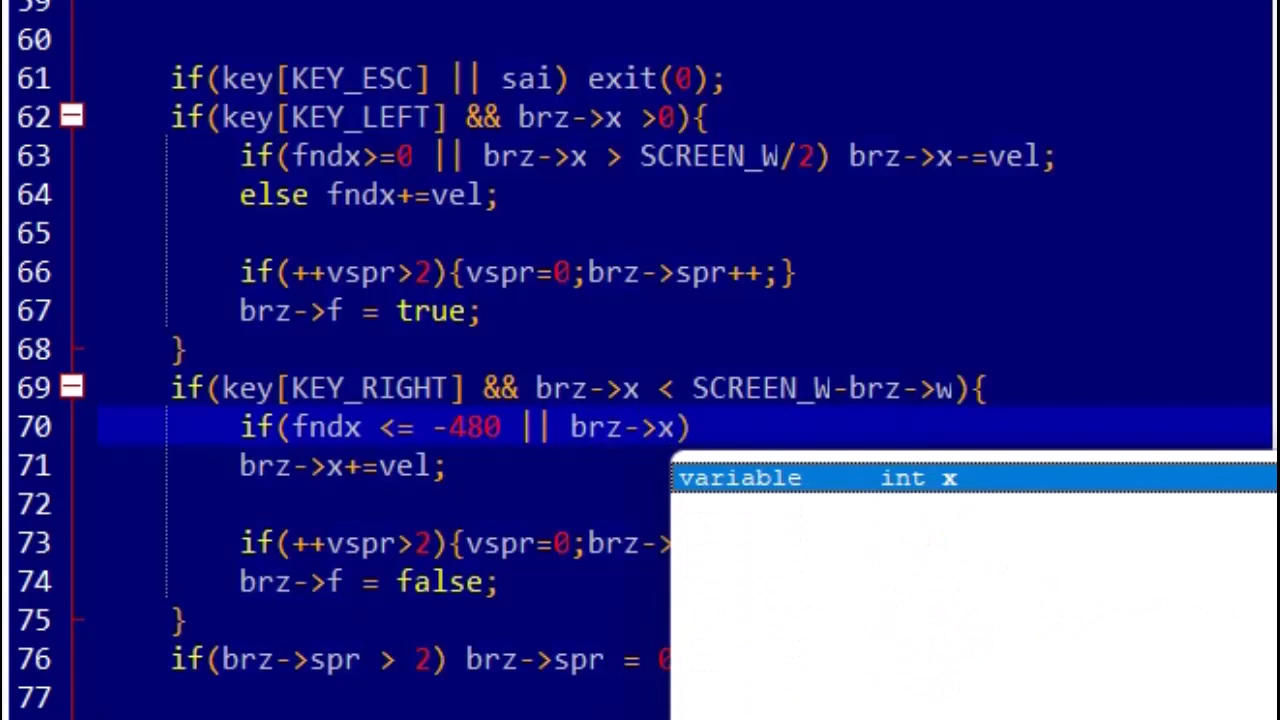 59
60
61 if(key[KEY_ESC] || sai) exit(0);
62 if(key[KEY_LEFT] && brz->x >0){
63 if(fndx>=0 || brz->x > SCREEN_W/2) brz->x-=vel;
64 else fndx+=vel;
65
66 if(++vspr>2){vspr=0;brz->spr++;}
67 brz->f = true;
68 }
69 if(key[KEY_RIGHT] && brz->x < SCREEN_W-brz->w){
70 if(fndx <= -480 || brz->x)
71 brz->x+=vel;
variable int x
72
73 if(++vspr>2){vspr=0;brz->
74 brz->f = false;
75 }
76 if(brz->spr > 2) brz->spr = 0
77